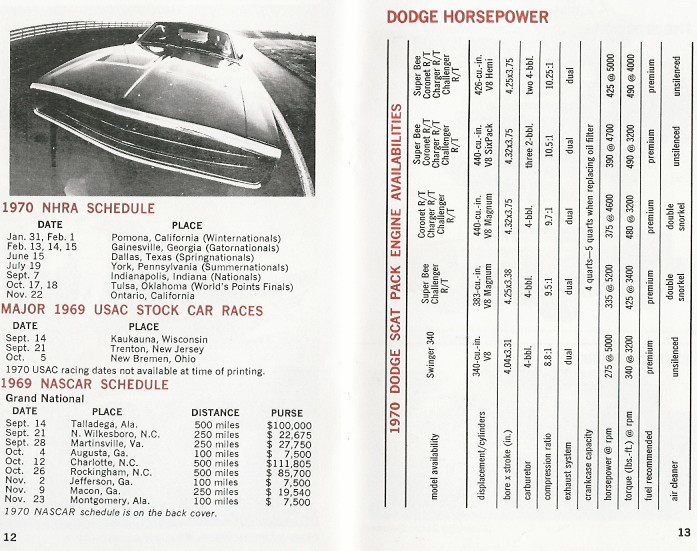 1970 NHRA SCHEDULE
DATE PLACE
Jan. 31, Feb. 1 Pomona, California (Winternationals)
Feb. 13, 14, 15 Gainesville, Georgia (Gatornationals)
June 15 Dallas, Texas (Springnationals)
July 19 York, Pennsylvania (Summernationals)
Sept. 7 Indianapolis, Indiana (Nationals)
Oct. 17, 18 Tulsa, Oklahoma (World's Points Finals)
Nov. 22 Ontario, California
MAJOR 1969 USAC STOCK CAR RACES
DATE PLACE
Sept. 14 Kaukauna, Wisconsin
Sept. 21 Trenton, New Jersey
Oct. 5 New Bremen, Ohio
1970 USAC racing dates not available at time of printing.
1969 NASCAR SCHEDULE
Grand National
DATE PLACE DISTANCE PURSE
Sept. 14 Talladega, Ala. 500 miles $100,000
Sept. 21 N. Wilkesboro, N.C. 250 miles $ 22,675
Sept. 28 Martinsville, Va. 250 miles $ 27,750
Oct. 4 Augusta, Ga. 100 miles $ 7,500
Oct. 12 Charlotte, N.C. 500 miles $111,805
Oct. 26 Rockingham, N.C. 500 miles $ 85,700
Nov. 2 Jefferson, Ga. 100 miles $ 7,500
Nov. 9 Macon, Ga. 250 miles $ 19,540
Nov. 23 Montgomery, Ala. 100 miles $ 7,500
1970 NASCAR schedule is on the back cover.
12
DODGE HORSEPOWER
1970 DODGE SCAT PACK ENGINE AVAILABILITIES
model availability Swinger 340 Super Bee Challenger R/T Coronet R/T Charger R/T Challenger R/T Super Bee Coronet R/T Charger R/T Challenger R/T Super Bee Coronet R/T Charger R/T Challenger R/T
displacement/cylinders 340-cu.-in. V8 383-cu.-in. V8 Magnum 440-cu.-in. V8 Magnum 440-cu.-in. V8 SixPack 426-cu.-in. V8 Hemi
bore x stroke (in.) 4.04x3.31 4.25x3.38 4.32x3.75 4.32x3.75 4.25x3.75
carburetor 4-bbl. 4-bbl. 4-bbl. three 2-bbl. two 4-bbl.
compression ratio 8.8:1 9.5:1 9.7:1 10.5:1 10.25:1
exhaust system dual dual dual dual dual
crankcase capacity 4 quarts—5 quarts when replacing oil filter
horsepower @ rpm 275 @ 5000 335 @ 5200 375 @ 4600 390 @ 4700 425 @ 5000
torque (lbs.-ft.) @ rpm 340 @ 3200 425 @ 3400 480 @ 3200 490 @ 3200 490 @ 4000
fuel recommended premium premium premium premium premium
air cleaner unsilenced double snorkel double snorkel unsilenced unsilenced
13